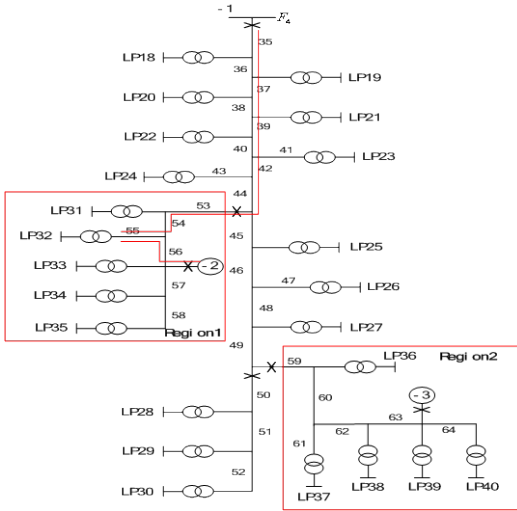 -1
F4
35
LP18
36
LP19
37
LP20
38
LP21
39
LP22
40
41
LP23
42
LP24
43
44
LP31
53
54
LP32
55
45
LP25
56
LP33
-2
46
57
47
LP26
LP34
48
58
LP35
Region1
LP27
49
59
LP36
Region2
50
60
-3
LP28
63
51
61
62
64
LP29
52
LP30
LP37
LP38
LP39
LP40